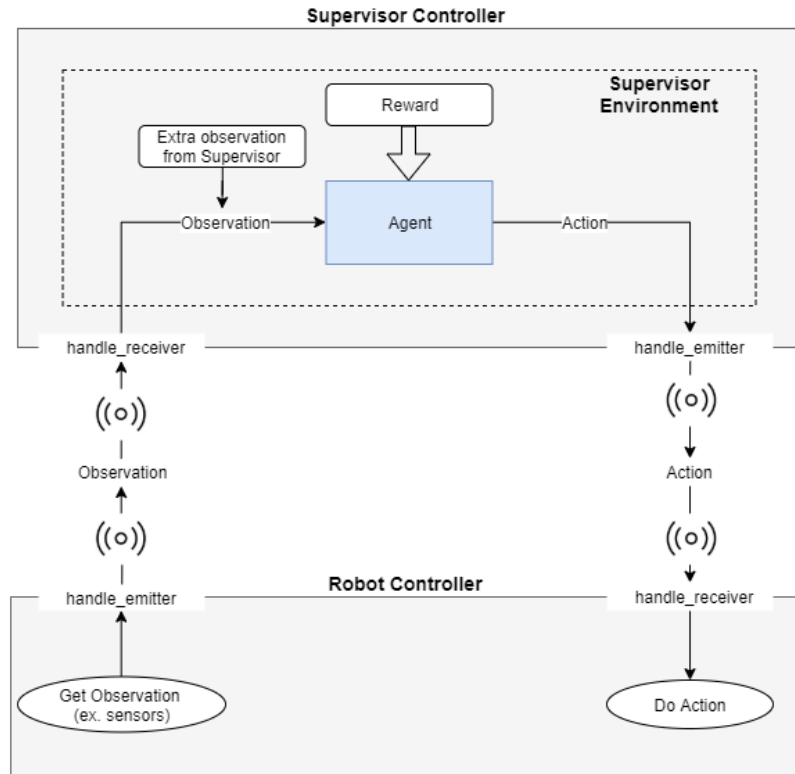 Supervisor Controller
Supervisor
Environment
Reward
Extra observation
from Supervisor
Observation
Agent
Action
handle_receiver
handle_emitter
Observation
Action
Robot Controller
handle_emitter
handle_receiver
Get Observation
(ex. sensors)
Do Action